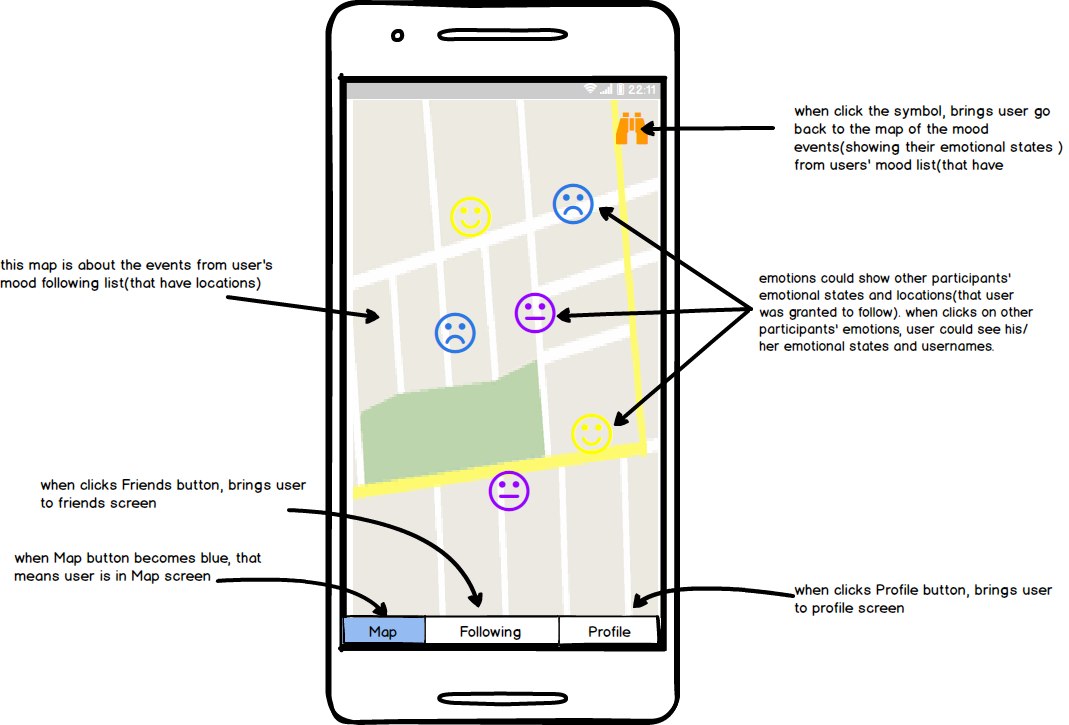 22:11
when click the symbol, brings user go
back to the map of the mood
events(showing their emotional states )
from users' mood list(that have
this map is about the events from user's
mood following list(that have locations)
emotions could show other participants'
emotional states and locations(that user
was granted to follow). when clicks on other
participants' emotions, user could see his/
her emotional states and usernames.
when clicks Friends button, brings user
to friends screen
when Map button becomes blue, that
means user is in Map screen
when clicks Profile button, brings user
to profile screen
Map
Following
Profile